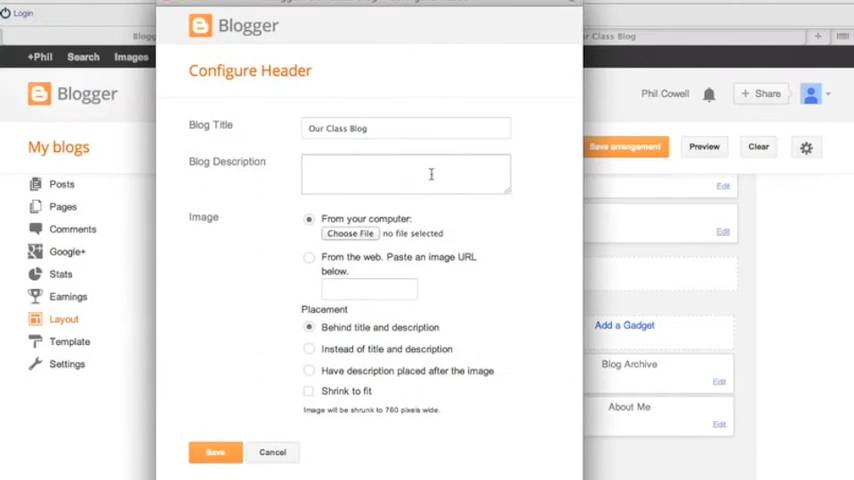 Login
Blogg
r Class Blog
+Phil Search Images
Blogger
Phil Cowell
Share
My blogs
Save arrangement
Preview
Clear
Posts
Pages
Comments
Google+
Stats
Earnings
Layout
Template
Settings
Blogger
Configure Header
Blog Title
Our Class Blog
Blog Description
Image
From your computer:
Choose File no file selected
From the web. Paste an image URL
below.
Placement
Behind title and description
Instead of title and description
Have description placed after the image
Shrink to fit
Image will be shrunk to 760 pixels wide.
Save
Cancel
Edit
Edit
Add a Gadget
Blog Archive
Edit
About Me
Edit